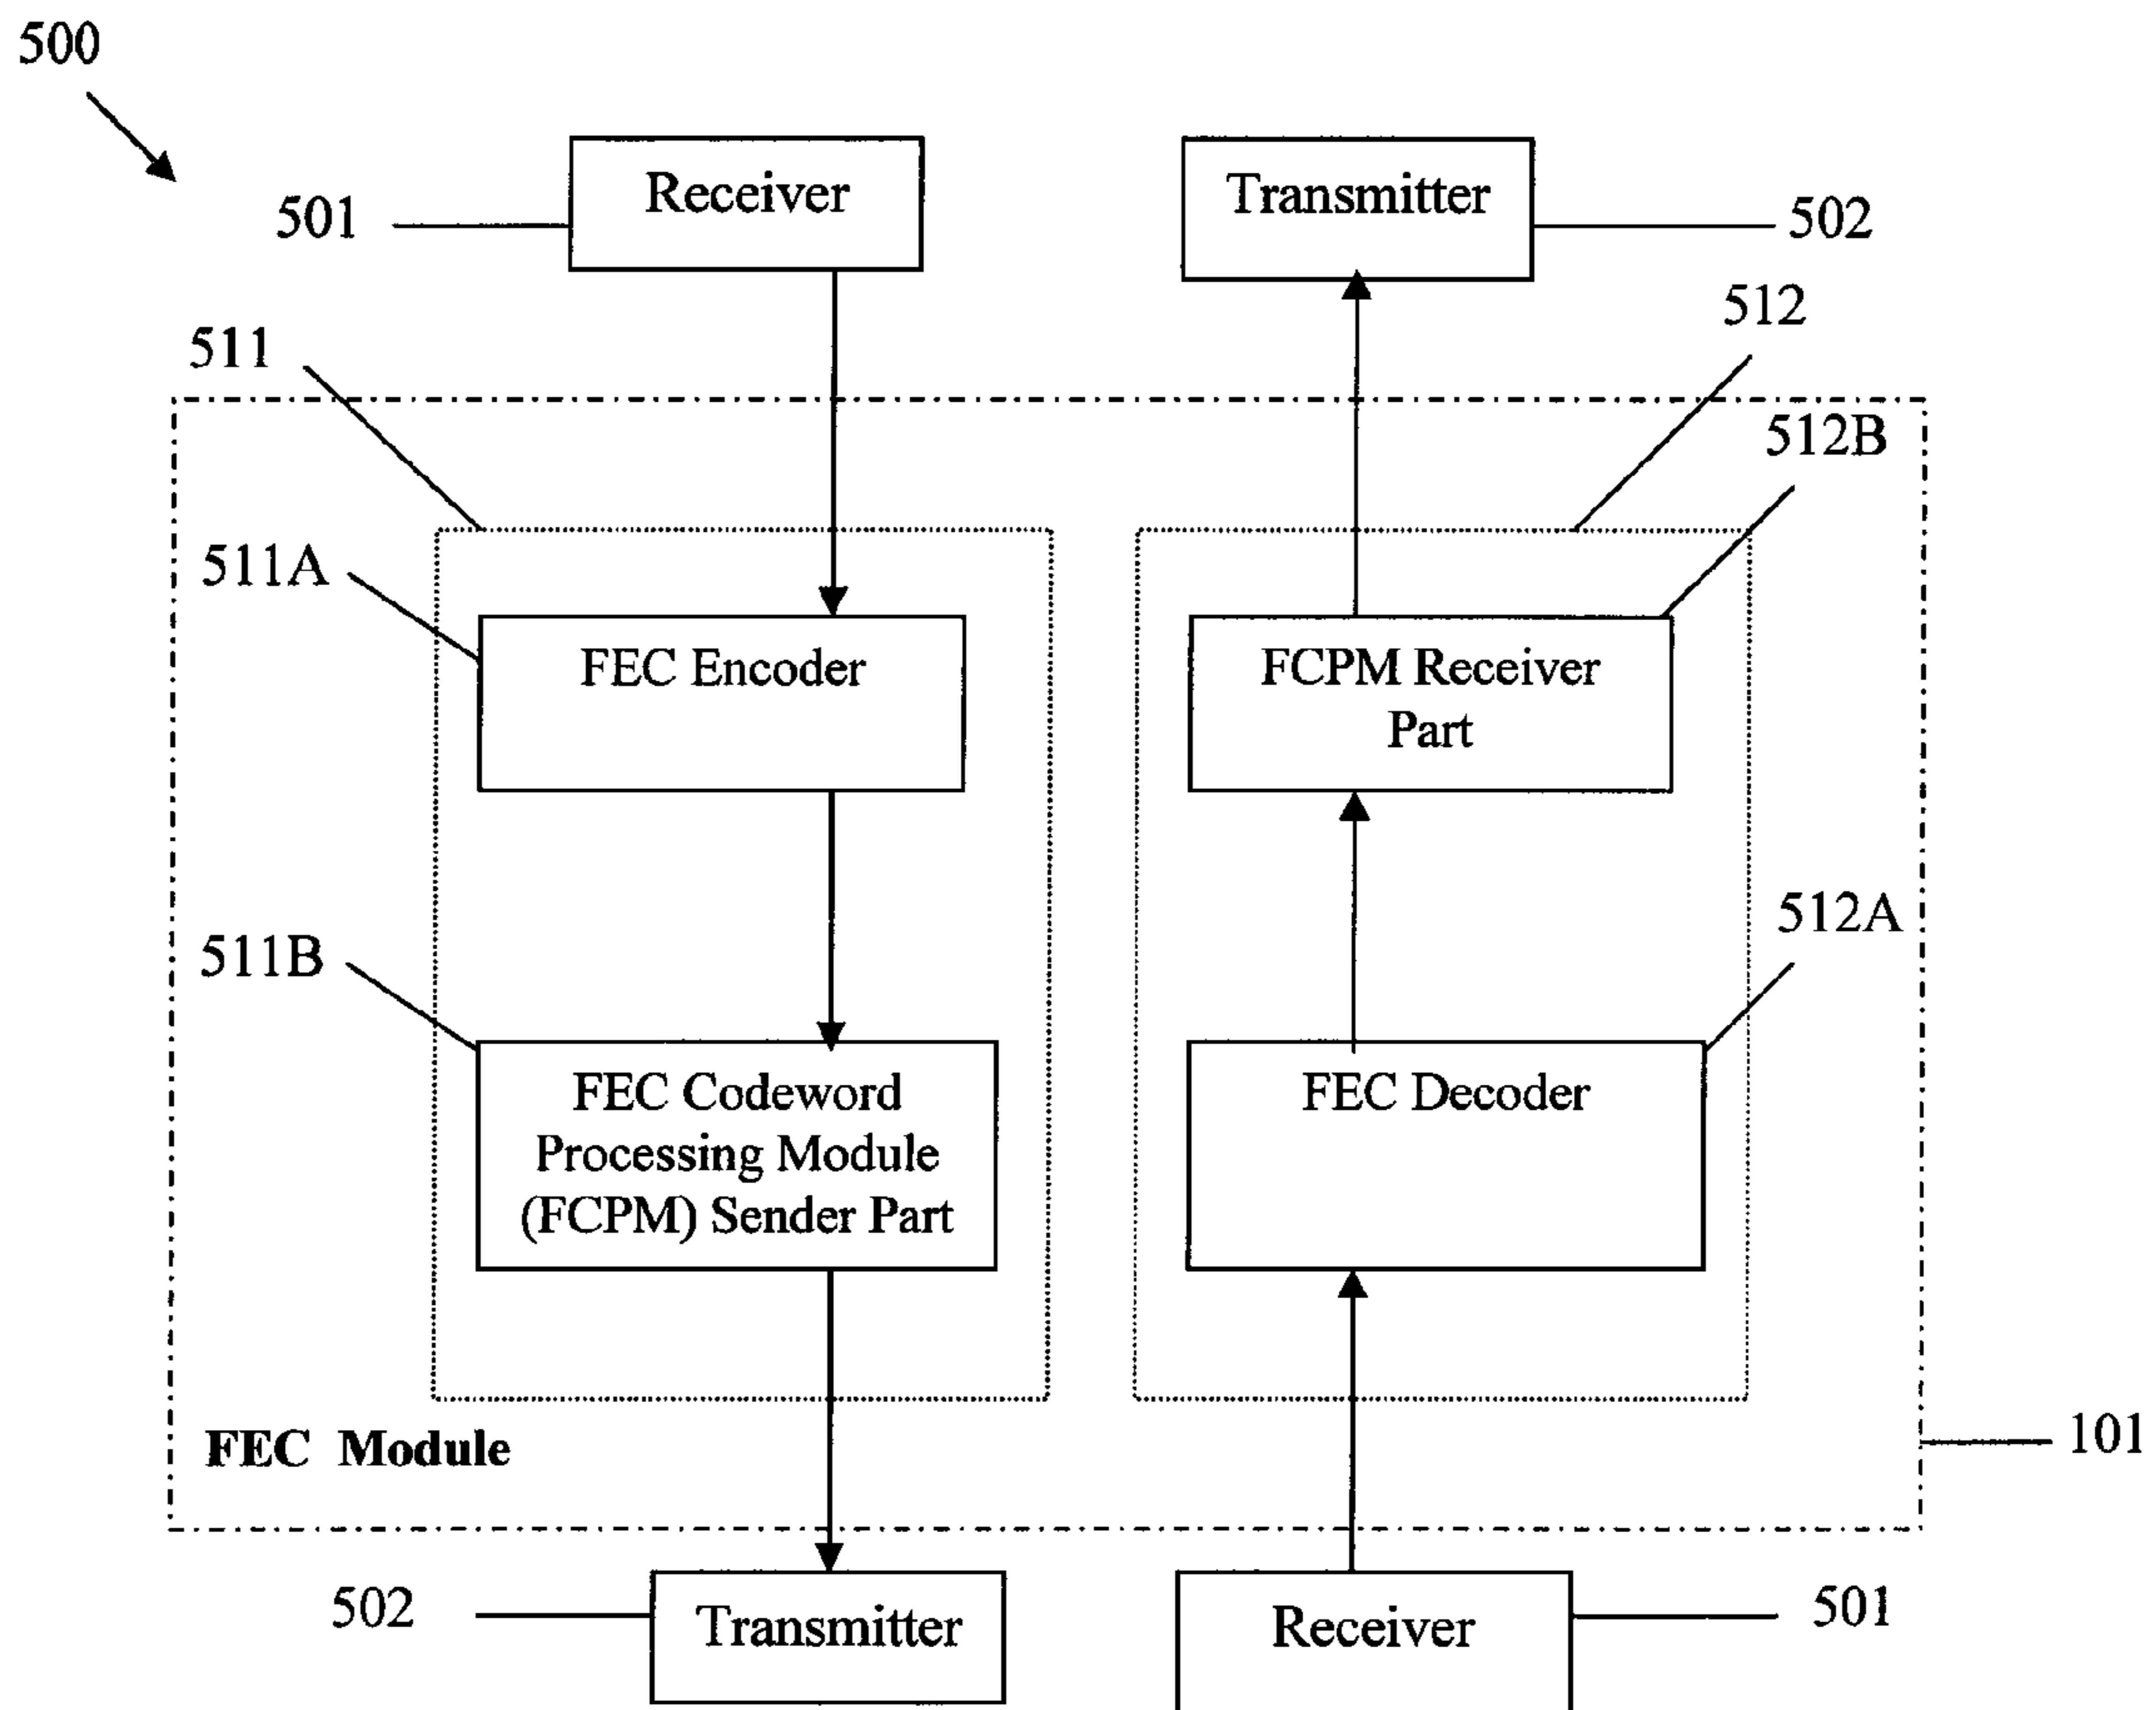 500
Receiver
Transmitter
501
502
512
511
512B
511A
FEC Encoder
FCPM Receiver
Part
512A
511B
FEC Codeword
Processing Module
(FCPM) Sender Part
FEC Decoder
FEC Module
101
502
Transmitter
Receiver
501